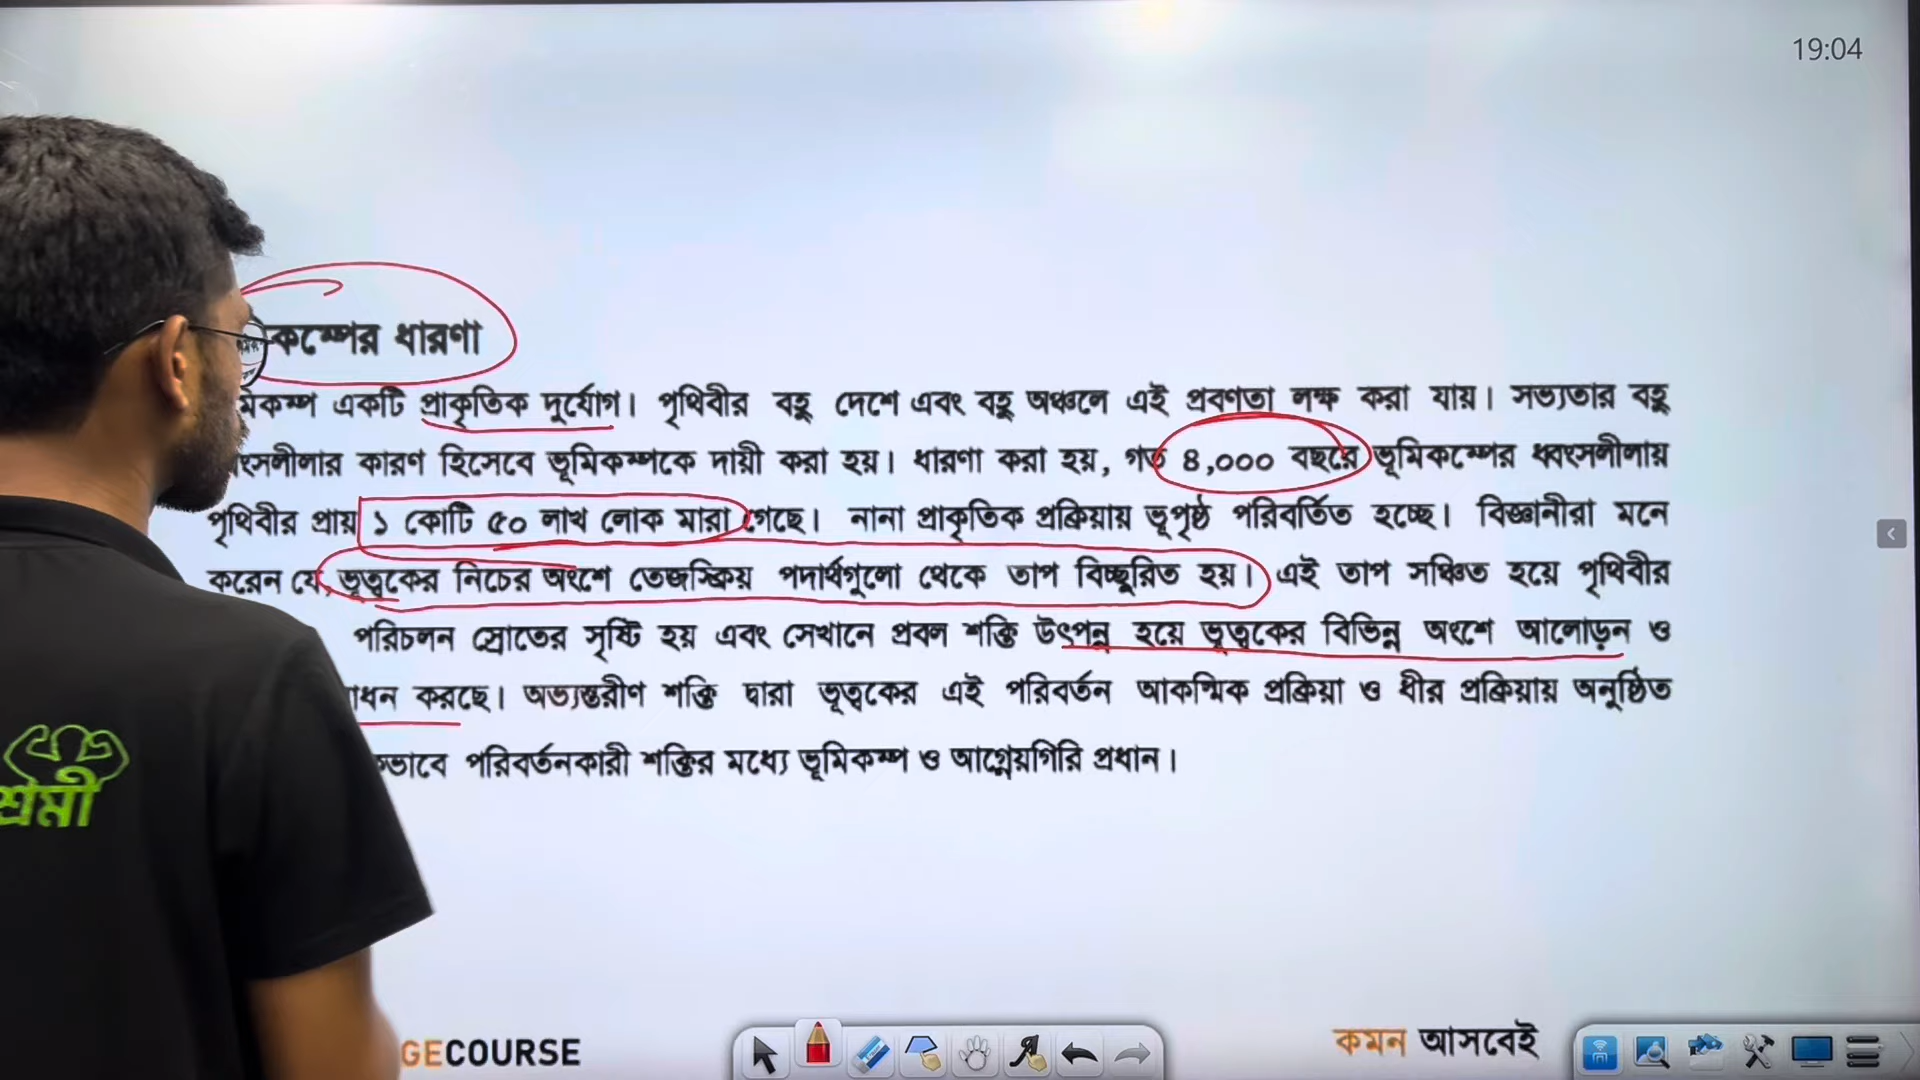 19:04
কম্পের ধারণা
মিকম্প একটি প্রাকৃতিক দুর্যোগ। পৃথিবীর বহু দেশে এবং বহু অঞ্চলে এই প্রবণতা লক্ষ করা যায়। সভ্যতার বহু
ংসলীলার কারণ হিসেবে ভূমিকম্পকে দায়ী করা হয়। ধারণা করা হয়, গত ৪,০০০ বছরে ভূমিকম্পের ধ্বংসলীলায়
পৃথিবীর প্রায় ১ কোটি ৫০ লাখ লোক মারা গেছে। নানা প্রাকৃতিক প্রক্রিয়ায় ভূপৃষ্ঠ পরিবর্তিত হচ্ছে। বিজ্ঞানীরা মনে
করেন যে, ভূত্বকের নিচের অংশে তেজস্ক্রিয় পদার্থগুলো থেকে তাপ বিচ্ছুরিত হয়। এই তাপ সঞ্চিত হয়ে পৃথিবীর
পরিচলন স্রোতের সৃষ্টি হয় এবং সেখানে প্রবল শক্তি উৎপন্ন হয়ে ভূত্বকের বিভিন্ন অংশে আলোড়ন ও
াধন করছে। অভ্যন্তরীণ শক্তি দ্বারা ভূত্বকের এই পরিবর্তন আকস্মিক প্রক্রিয়া ও ধীর প্রক্রিয়ায় অনুষ্ঠিত
ভাবে পরিবর্তনকারী শক্তির মধ্যে ভূমিকম্প ও আগ্নেয়গিরি প্রধান।
শ্রমী
GECOURSE
কমন আসবেই